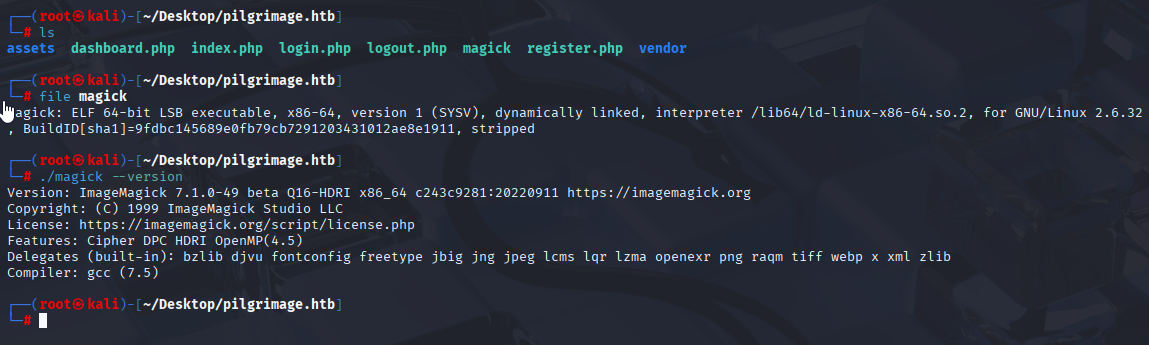 ┌──(root㉿kali)-[~/Desktop/pilgrimage.htb]
└─# ls
assets dashboard.php index.php login.php logout.php magick register.php vendor
┌──(root㉿kali)-[~/Desktop/pilgrimage.htb]
└─# file magick
magick: ELF 64-bit LSB executable, x86-64, version 1 (SYSV), dynamically linked, interpreter /lib64/ld-linux-x86-64.so.2, for GNU/Linux 2.6.32
, BuildID[sha1]=9fdbc145689e0fb79cb7291203431012ae8e1911, stripped
┌──(root㉿kali)-[~/Desktop/pilgrimage.htb]
└─# ./magick --version
Version: ImageMagick 7.1.0-49 beta Q16-HDRI x86_64 c243c9281:20220911 https://imagemagick.org
Copyright: (C) 1999 ImageMagick Studio LLC
License: https://imagemagick.org/script/license.php
Features: Cipher DPC HDRI OpenMP(4.5)
Delegates (built-in): bzlib djvu fontconfig freetype jbig jng jpeg lcms lqr lzma openexr png raqm tiff webp x xml zlib
Compiler: gcc (7.5)
┌──(root㉿kali)-[~/Desktop/pilgrimage.htb]
└─#